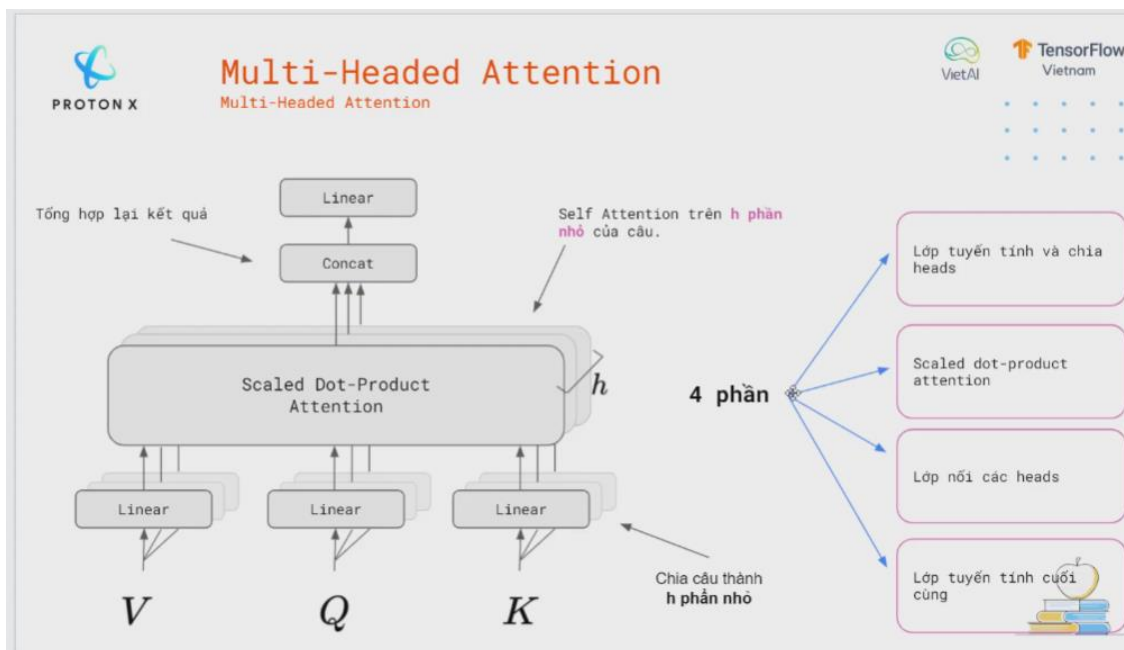 PROTON X
Multi-Headed Attention
Multi-Headed Attention
VietAI
TensorFlow
Vietnam
Tổng hợp lại kết quả
Linear
Concat
Self Attention trên h phần
nhỏ của câu.
Scaled Dot-Product
Attention
h
Linear
Linear
Linear
V
Q
K
Chia câu thành
h phần nhỏ
4 phần
Lớp tuyến tính và chia
heads
Scaled dot-product
attention
Lớp nối các heads
Lớp tuyến tính cuối
cùng